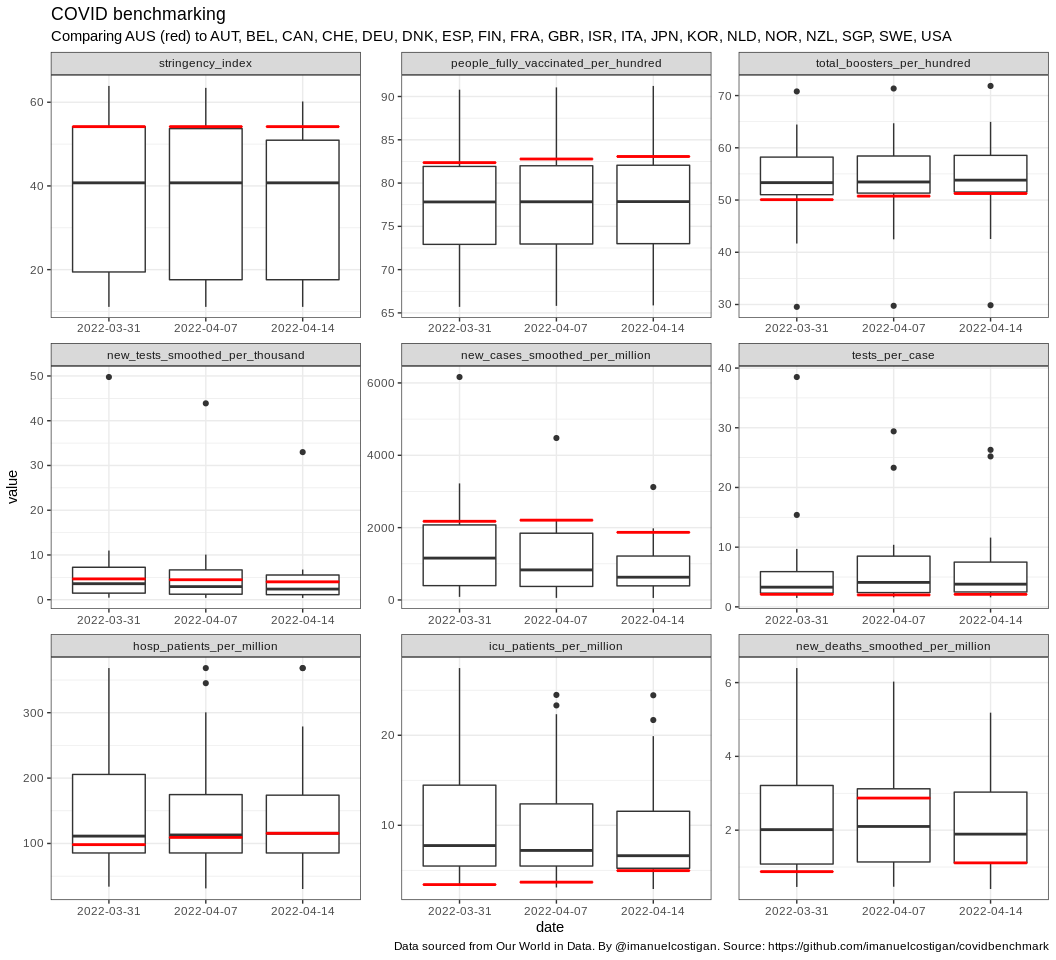 COVID benchmarking
Comparing AUS (red) to AUT, BEL, CAN, CHE, DEU, DNK, ESP, FIN, FRA, GBR, ISR, ITA, JPN, KOR, NLD, NOR, NZL, SGP, SWE, USA
stringency_index
people_fully_vaccinated_per_hundred
total_boosters_per_hundred
60
40
20
90
85
80
75
70
65
70
60
50
40
30
2022-03-31 2022-04-07 2022-04-14
2022-03-31 2022-04-07 2022-04-14
2022-03-31 2022-04-07 2022-04-14
new_tests_smoothed_per_thousand
new_cases_smoothed_per_million
tests_per_case
50
40
30
20
10
0
6000
4000
2000
0
40
30
20
10
0
2022-03-31 2022-04-07 2022-04-14
2022-03-31 2022-04-07 2022-04-14
2022-03-31 2022-04-07 2022-04-14
value
hosp_patients_per_million
icu_patients_per_million
new_deaths_smoothed_per_million
300
200
100
20
10
6
4
2
2022-03-31 2022-04-07 2022-04-14
2022-03-31 2022-04-07 2022-04-14
2022-03-31 2022-04-07 2022-04-14
date
Data sourced from Our World in Data. By @imanuelcostigan. Source: https://github.com/imanuelcostigan/covidbenchmark